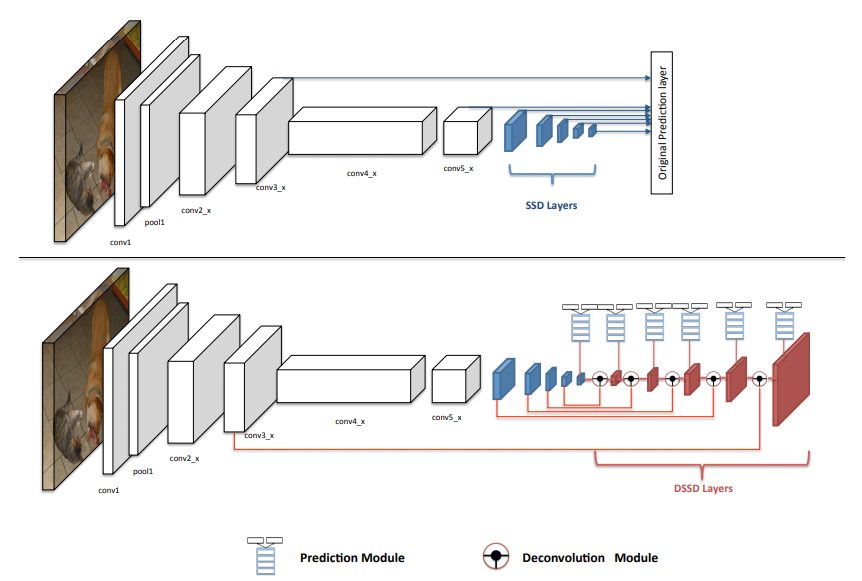 Original Prediction layer
conv3_x
conv4_x
conv5_x
conv2_x
SSD Layers
pool1
conv1
conv3_x
conv4_x
conv5_x
conv2_x
pool1
conv1
DSSD Layers
Prediction Module
Deconvolution Module